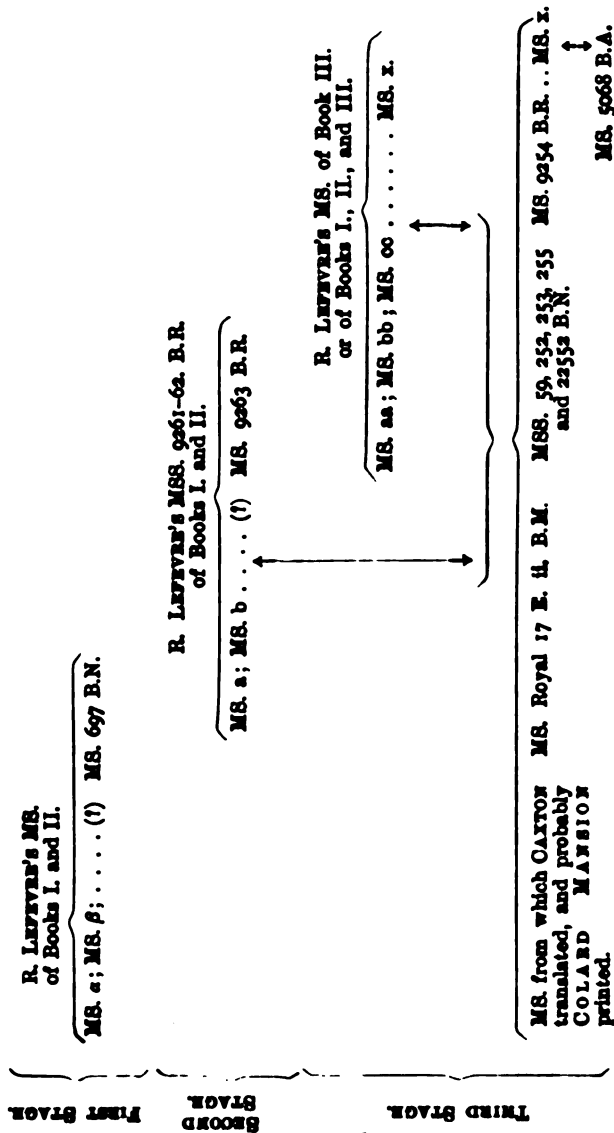 FIRST STAGE.
R. LEFEVRE'S MS.
of Books I. and II.
MS. α; MS. β; . . . . . (?) MS. 697 B.N.
SECOND
STAGE.
R. LEFEVRE'S MSS. 9261-62. B.R.
of Books I. and II.
MS. a; MS. b . . . . . (?) MS. 9263 B.R.
THIRD STAGE.
R. LEFEVRE'S MS. of Book III.
or of Books I., II., and III.
MS. aa; MS. bb; MS. cc . . . . . . . . MS. x.
MS. from which CAXTON
translated, and probably
COLARD MANSION
printed.
MS. Royal 17 E. ii, B.M.
MSS. 59, 252, 253, 255
and 22552 B.N.
MS. 9254 B.R. . . MS. x.
MS. 5068 B.A.